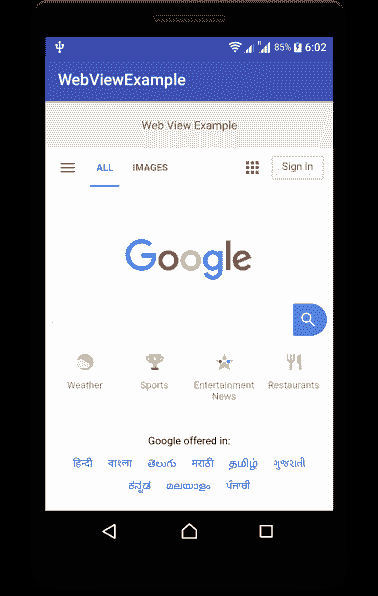 85% 6:02
WebViewExample
Web View Example
ALL IMAGES Sign In
Google
Weather Sports Entertainment Restaurants
News
Google offered in:
हिन्दी বাংলা తెలుగు मराठी தமிழ் ગુજરાતી
ಕನ್ನಡ മലയാളം ਪੰਜਾਬੀ